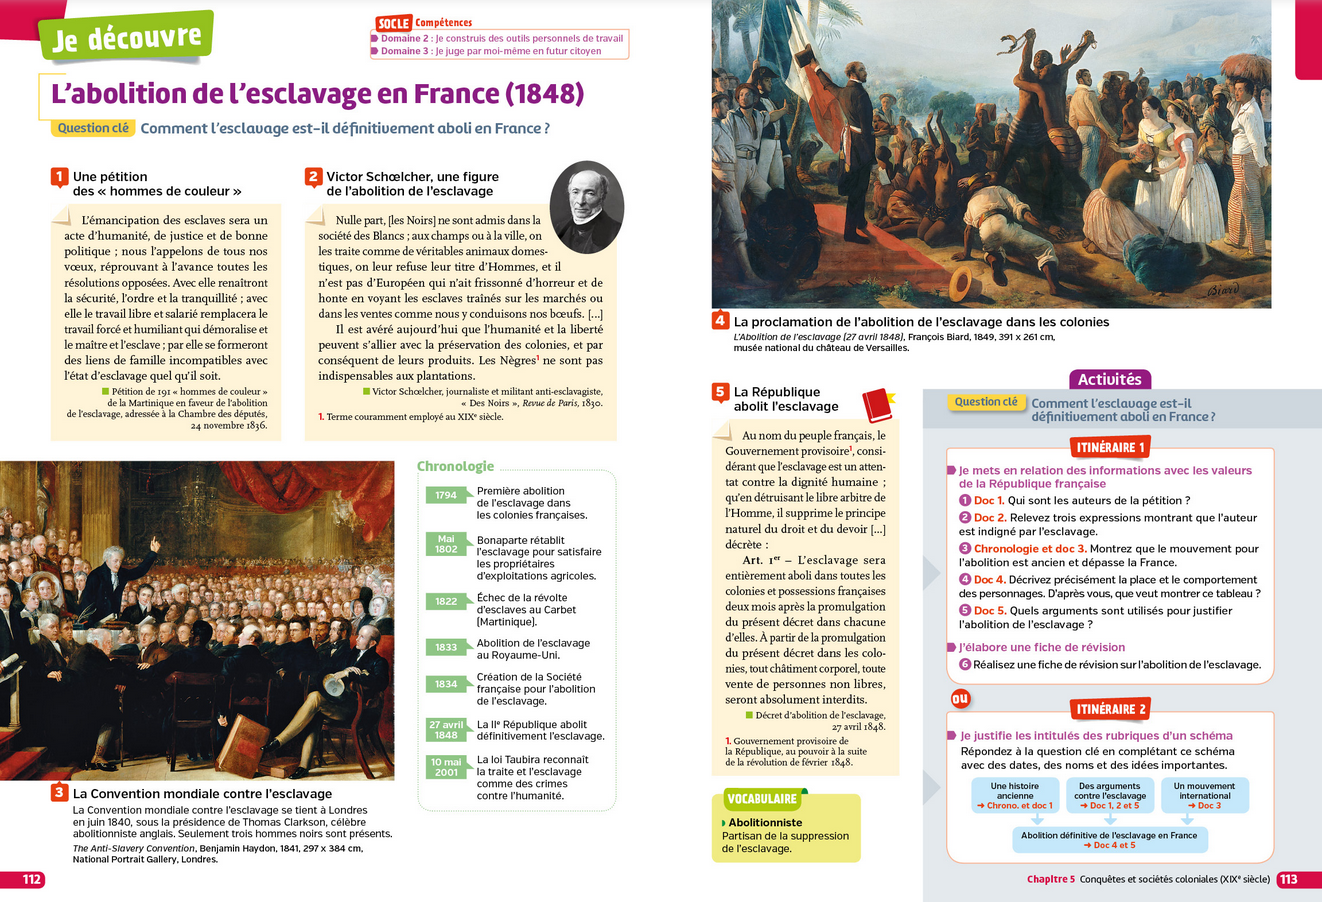 Je découvre
SOCLE Compétences
Domaine 2 : Je construis des outils personnels de travail
Domaine 3 : Je juge par moi-même en futur citoyen
L'abolition de l'esclavage en France (1848)
Question clé Comment l'esclavage est-il définitivement aboli en France ?
1 Une pétition
des « hommes de couleur »
L'émancipation des esclaves sera un
acte d'humanité, de justice et de bonne
politique ; nous l'appelons de tous nos
vœux, réprouvant à l'avance toutes les
résolutions opposées. Avec elle renaîtront
la sécurité, l'ordre et la tranquillité ; avec
elle le travail libre et salarié remplacera le
travail forcé et humiliant qui démoralise et
le maître et l'esclave ; par elle se formeront
des liens de famille incompatibles avec
l'état d'esclavage quel qu'il soit.
Pétition de 191 « hommes de couleur »
de la Martinique en faveur de l'abolition
de l'esclavage, adressée à la Chambre des députés,
24 novembre 1836.
2 Victor Schœlcher, une figure
de l'abolition de l'esclavage
Nulle part, [les Noirs] ne sont admis dans la
société des Blancs ; aux champs ou à la ville, on
les traite comme de véritables animaux domes-
tiques, on leur refuse leur titre d'Hommes, et il
n'est pas d'Européen qui n'ait frissonné d'horreur et de
honte en voyant les esclaves traînés sur les marchés ou
dans les ventes comme nous y conduisons nos bœufs. [...]
Il est avéré aujourd'hui que l'humanité et la liberté
peuvent s'allier avec la préservation des colonies, et par
conséquent de leurs produits. Les Nègres1 ne sont pas
indispensables aux plantations.
Victor Schœlcher, journaliste et militant anti-esclavagiste,
« Des Noirs », Revue de Paris, 1830.
1. Terme couramment employé au XIXe siècle.
3 La Convention mondiale contre l'esclavage
La Convention mondiale contre l'esclavage se tient à Londres
en juin 1840, sous la présidence de Thomas Clarkson, célèbre
abolitionniste anglais. Seulement trois hommes noirs sont présents.
The Anti-Slavery Convention, Benjamin Haydon, 1841, 297 x 384 cm,
National Portrait Gallery, Londres.
Chronologie
1794 Première abolition
de l'esclavage dans
les colonies françaises.
Mai
1802 Bonaparte rétablit
l'esclavage pour satisfaire
les propriétaires
d'exploitations agricoles.
1822 Échec de la révolte
d'esclaves au Carbet
[Martinique].
1833 Abolition de l'esclavage
au Royaume-Uni.
1834 Création de la Société
française pour l'abolition
de l'esclavage.
27 avril
1848 La IIe République abolit
définitivement l'esclavage.
10 mai
2001 La loi Taubira reconnaît
la traite et l'esclavage
comme des crimes
contre l'humanité.
112
Biard
4 La proclamation de l'abolition de l'esclavage dans les colonies
L'Abolition de l'esclavage [27 avril 1848], François Biard, 1849, 391 x 261 cm,
musée national du château de Versailles.
5 La République
abolit l'esclavage
Au nom du peuple français, le
Gouvernement provisoire1, consi-
dérant que l'esclavage est un atten-
tat contre la dignité humaine ;
qu'en détruisant le libre arbitre de
l'Homme, il supprime le principe
naturel du droit et du devoir [...]
décrète :
Art. 1er – L'esclavage sera
entièrement aboli dans toutes les
colonies et possessions françaises
deux mois après la promulgation
du présent décret dans chacune
d'elles. À partir de la promulgation
du présent décret dans les colo-
nies, tout châtiment corporel, toute
vente de personnes non libres,
seront absolument interdits.
Décret d'abolition de l'esclavage,
27 avril 1848.
1. Gouvernement provisoire de
la République, au pouvoir à la suite
de la révolution de février 1848.
VOCABULAIRE
Abolitionniste
Partisan de la suppression
de l'esclavage.
Activités
Question clé Comment l'esclavage est-il
définitivement aboli en France ?
ITINÉRAIRE 1
Je mets en relation des informations avec les valeurs
de la République française
1 Doc 1. Qui sont les auteurs de la pétition ?
2 Doc 2. Relevez trois expressions montrant que l'auteur
est indigné par l'esclavage.
3 Chronologie et doc 3. Montrez que le mouvement pour
l'abolition est ancien et dépasse la France.
4 Doc 4. Décrivez précisément la place et le comportement
des personnages. D'après vous, que veut montrer ce tableau ?
5 Doc 5. Quels arguments sont utilisés pour justifier
l'abolition de l'esclavage ?
J'élabore une fiche de révision
6 Réalisez une fiche de révision sur l'abolition de l'esclavage.
ou
ITINÉRAIRE 2
Je justifie les intitulés des rubriques d'un schéma
Répondez à la question clé en complétant ce schéma
avec des dates, des noms et des idées importantes.
Une histoire
ancienne
➜ Chrono. et doc 1
Des arguments
contre l'esclavage
➜ Doc 1, 2 et 5
Un mouvement
international
➜ Doc 3
Abolition définitive de l'esclavage en France
➜ Doc 4 et 5
Chapitre 5 Conquêtes et sociétés coloniales (XIXe siècle) 113